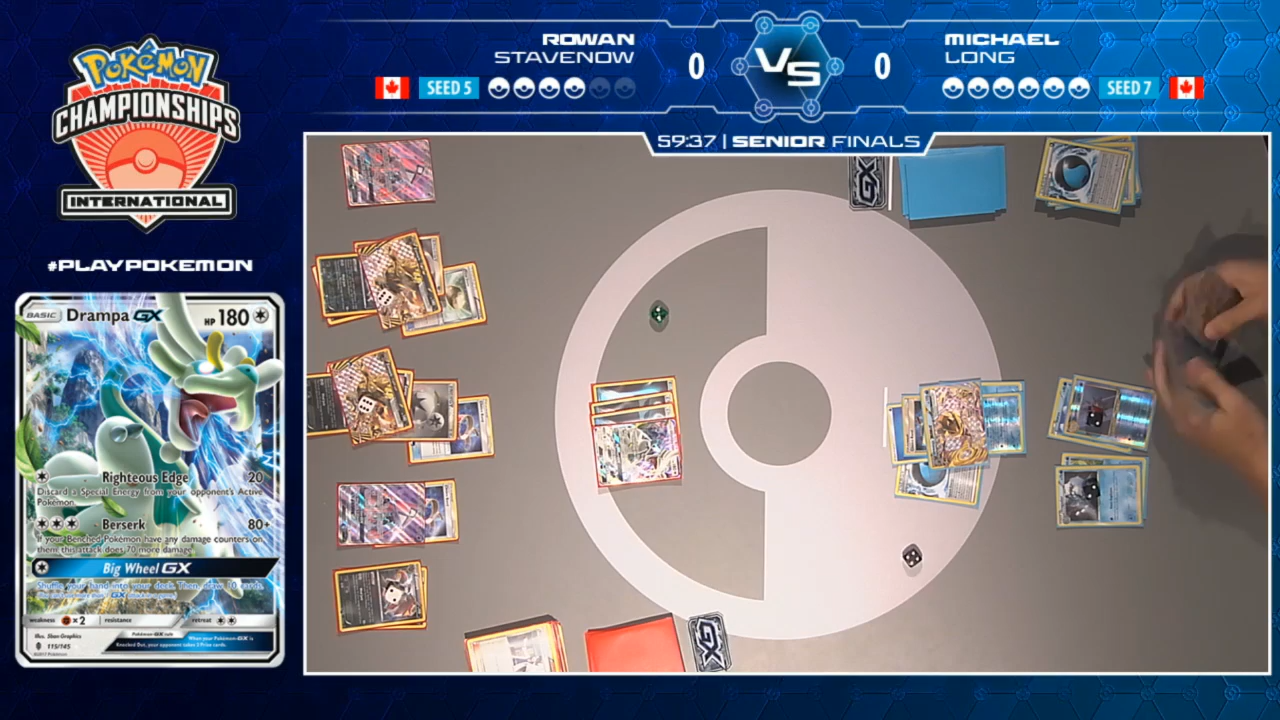 POKÉMON
CHAMPIONSHIPS
INTERNATIONAL
#PLAYPOKEMON
ROWAN
STAVENOW
SEED 5
0
VS
0
MICHAEL
LONG
SEED 7
59:37 | SENIOR FINALS
BASIC Drampa GX HP 180
Righteous Edge 20
Discard a Special Energy from your opponent's Active
Pokémon.
Berserk 80+
If your Benched Pokémon have any damage counters on
them, this attack does 70 more damage.
Big Wheel GX
Shuffle your hand into your deck. Then, draw 10 cards.
weakness ×2 resistance retreat
115/145
GX
GX